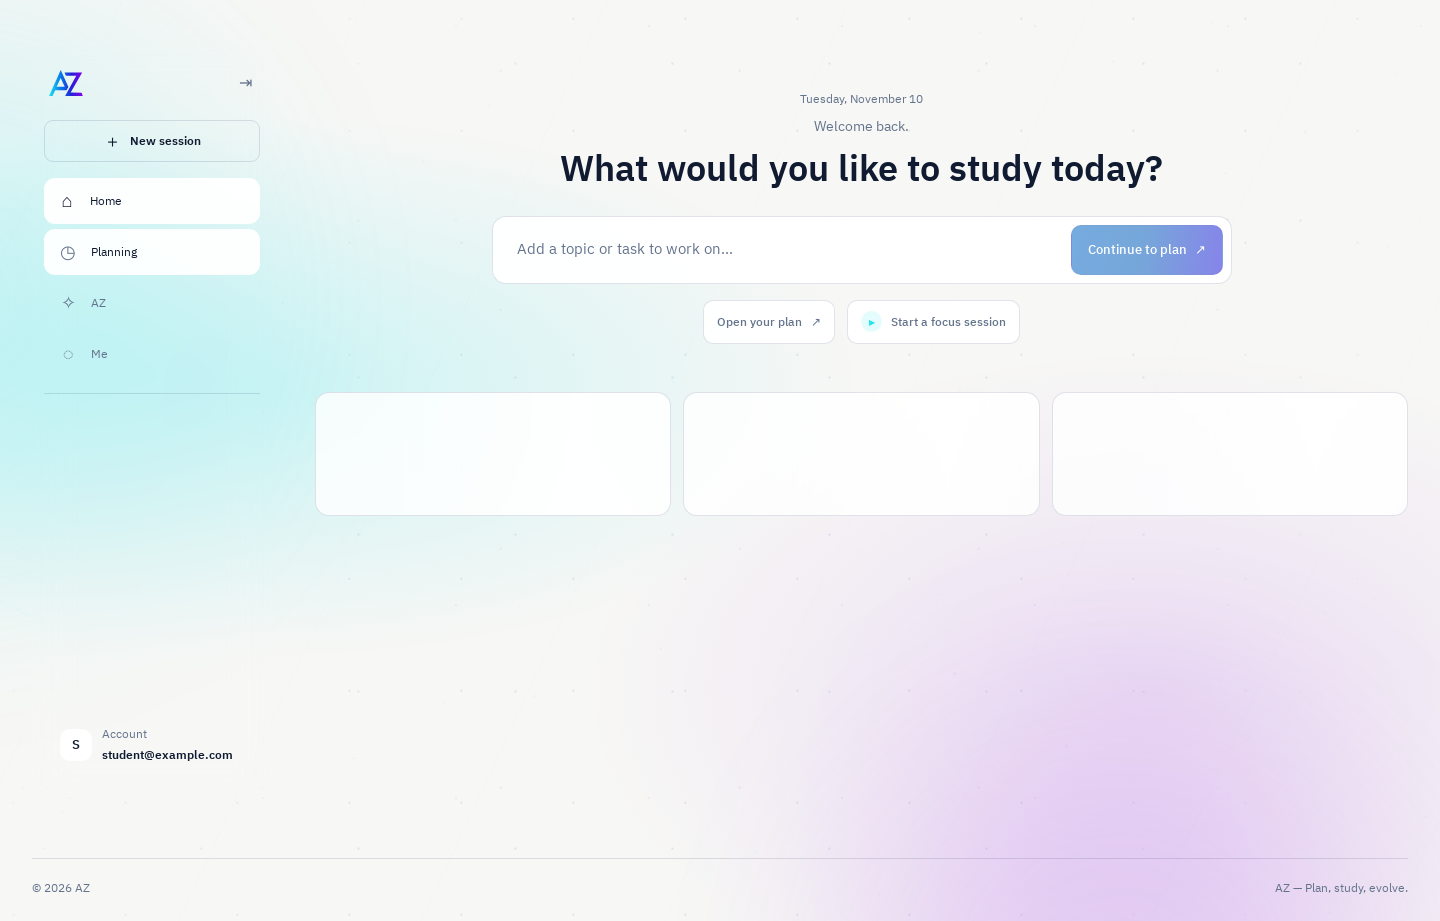 AZ
New session
Home
Planning
AZ
Me
Account
S
student@example.com
Tuesday, November 10
Welcome back.
What would you like to study today?
Add a topic or task to work on...
Continue to plan ↗
Open your plan ↗
Start a focus session
© 2026 AZ
AZ — Plan, study, evolve.